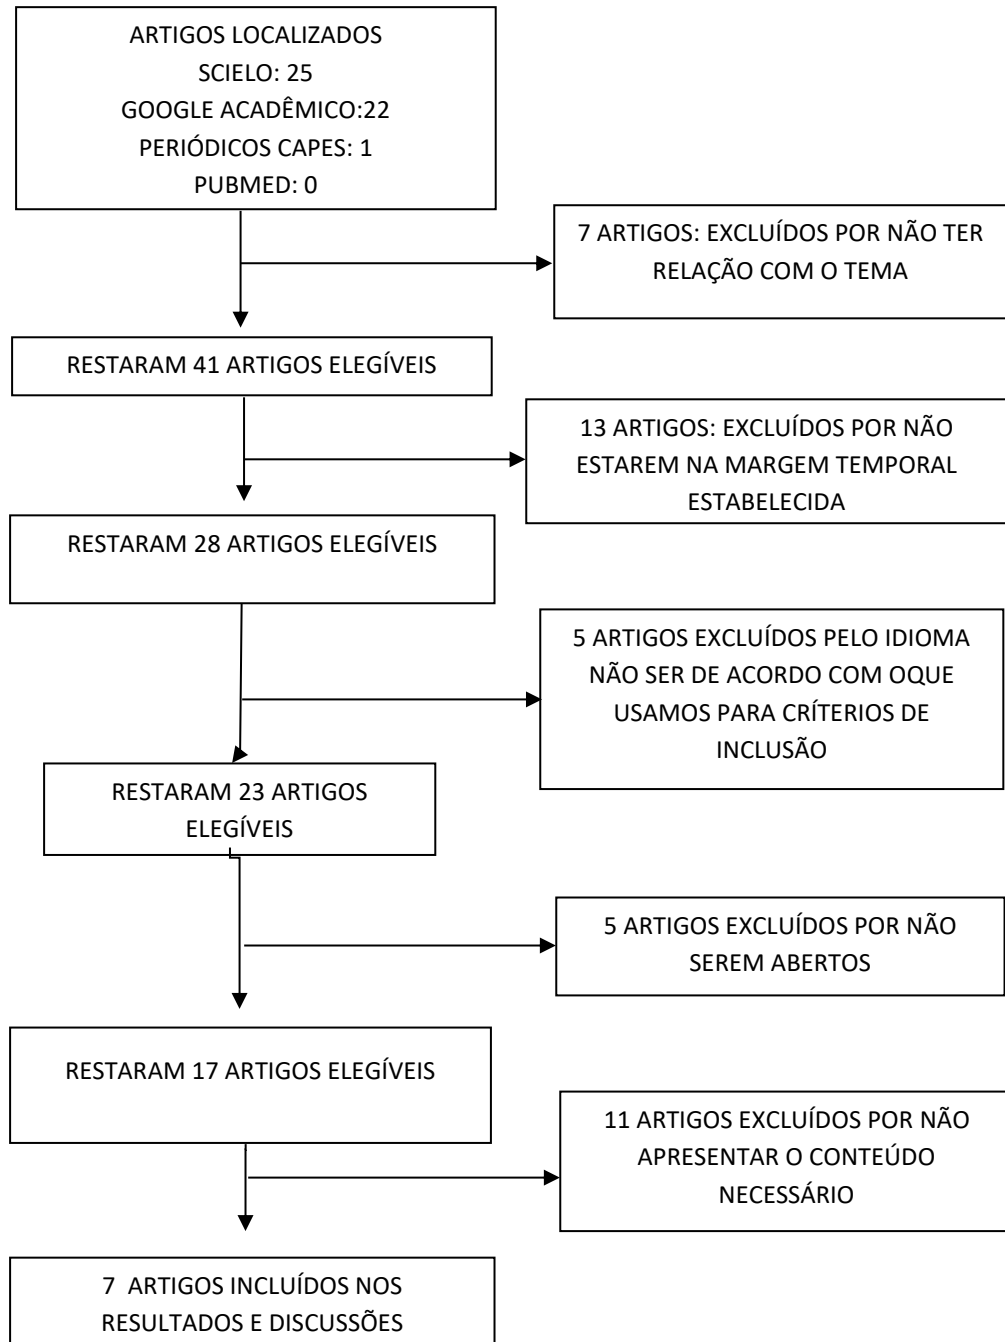 ARTIGOS LOCALIZADOS
SCIELO: 25
GOOGLE ACADÊMICO:22
PERIÓDICOS CAPES: 1
PUBMED: 0
7 ARTIGOS: EXCLUÍDOS POR NÃO TER
RELAÇÃO COM O TEMA
RESTARAM 41 ARTIGOS ELEGÍVEIS
13 ARTIGOS: EXCLUÍDOS POR NÃO
ESTAREM NA MARGEM TEMPORAL
ESTABELECIDA
RESTARAM 28 ARTIGOS ELEGÍVEIS
5 ARTIGOS EXCLUÍDOS PELO IDIOMA
NÃO SER DE ACORDO COM OQUE
USAMOS PARA CRÍTERIOS DE
INCLUSÃO
RESTARAM 23 ARTIGOS
ELEGÍVEIS
5 ARTIGOS EXCLUÍDOS POR NÃO
SEREM ABERTOS
RESTARAM 17 ARTIGOS ELEGÍVEIS
11 ARTIGOS EXCLUÍDOS POR NÃO
APRESENTAR O CONTEÚDO
NECESSÁRIO
7 ARTIGOS INCLUÍDOS NOS
RESULTADOS E DISCUSSÕES